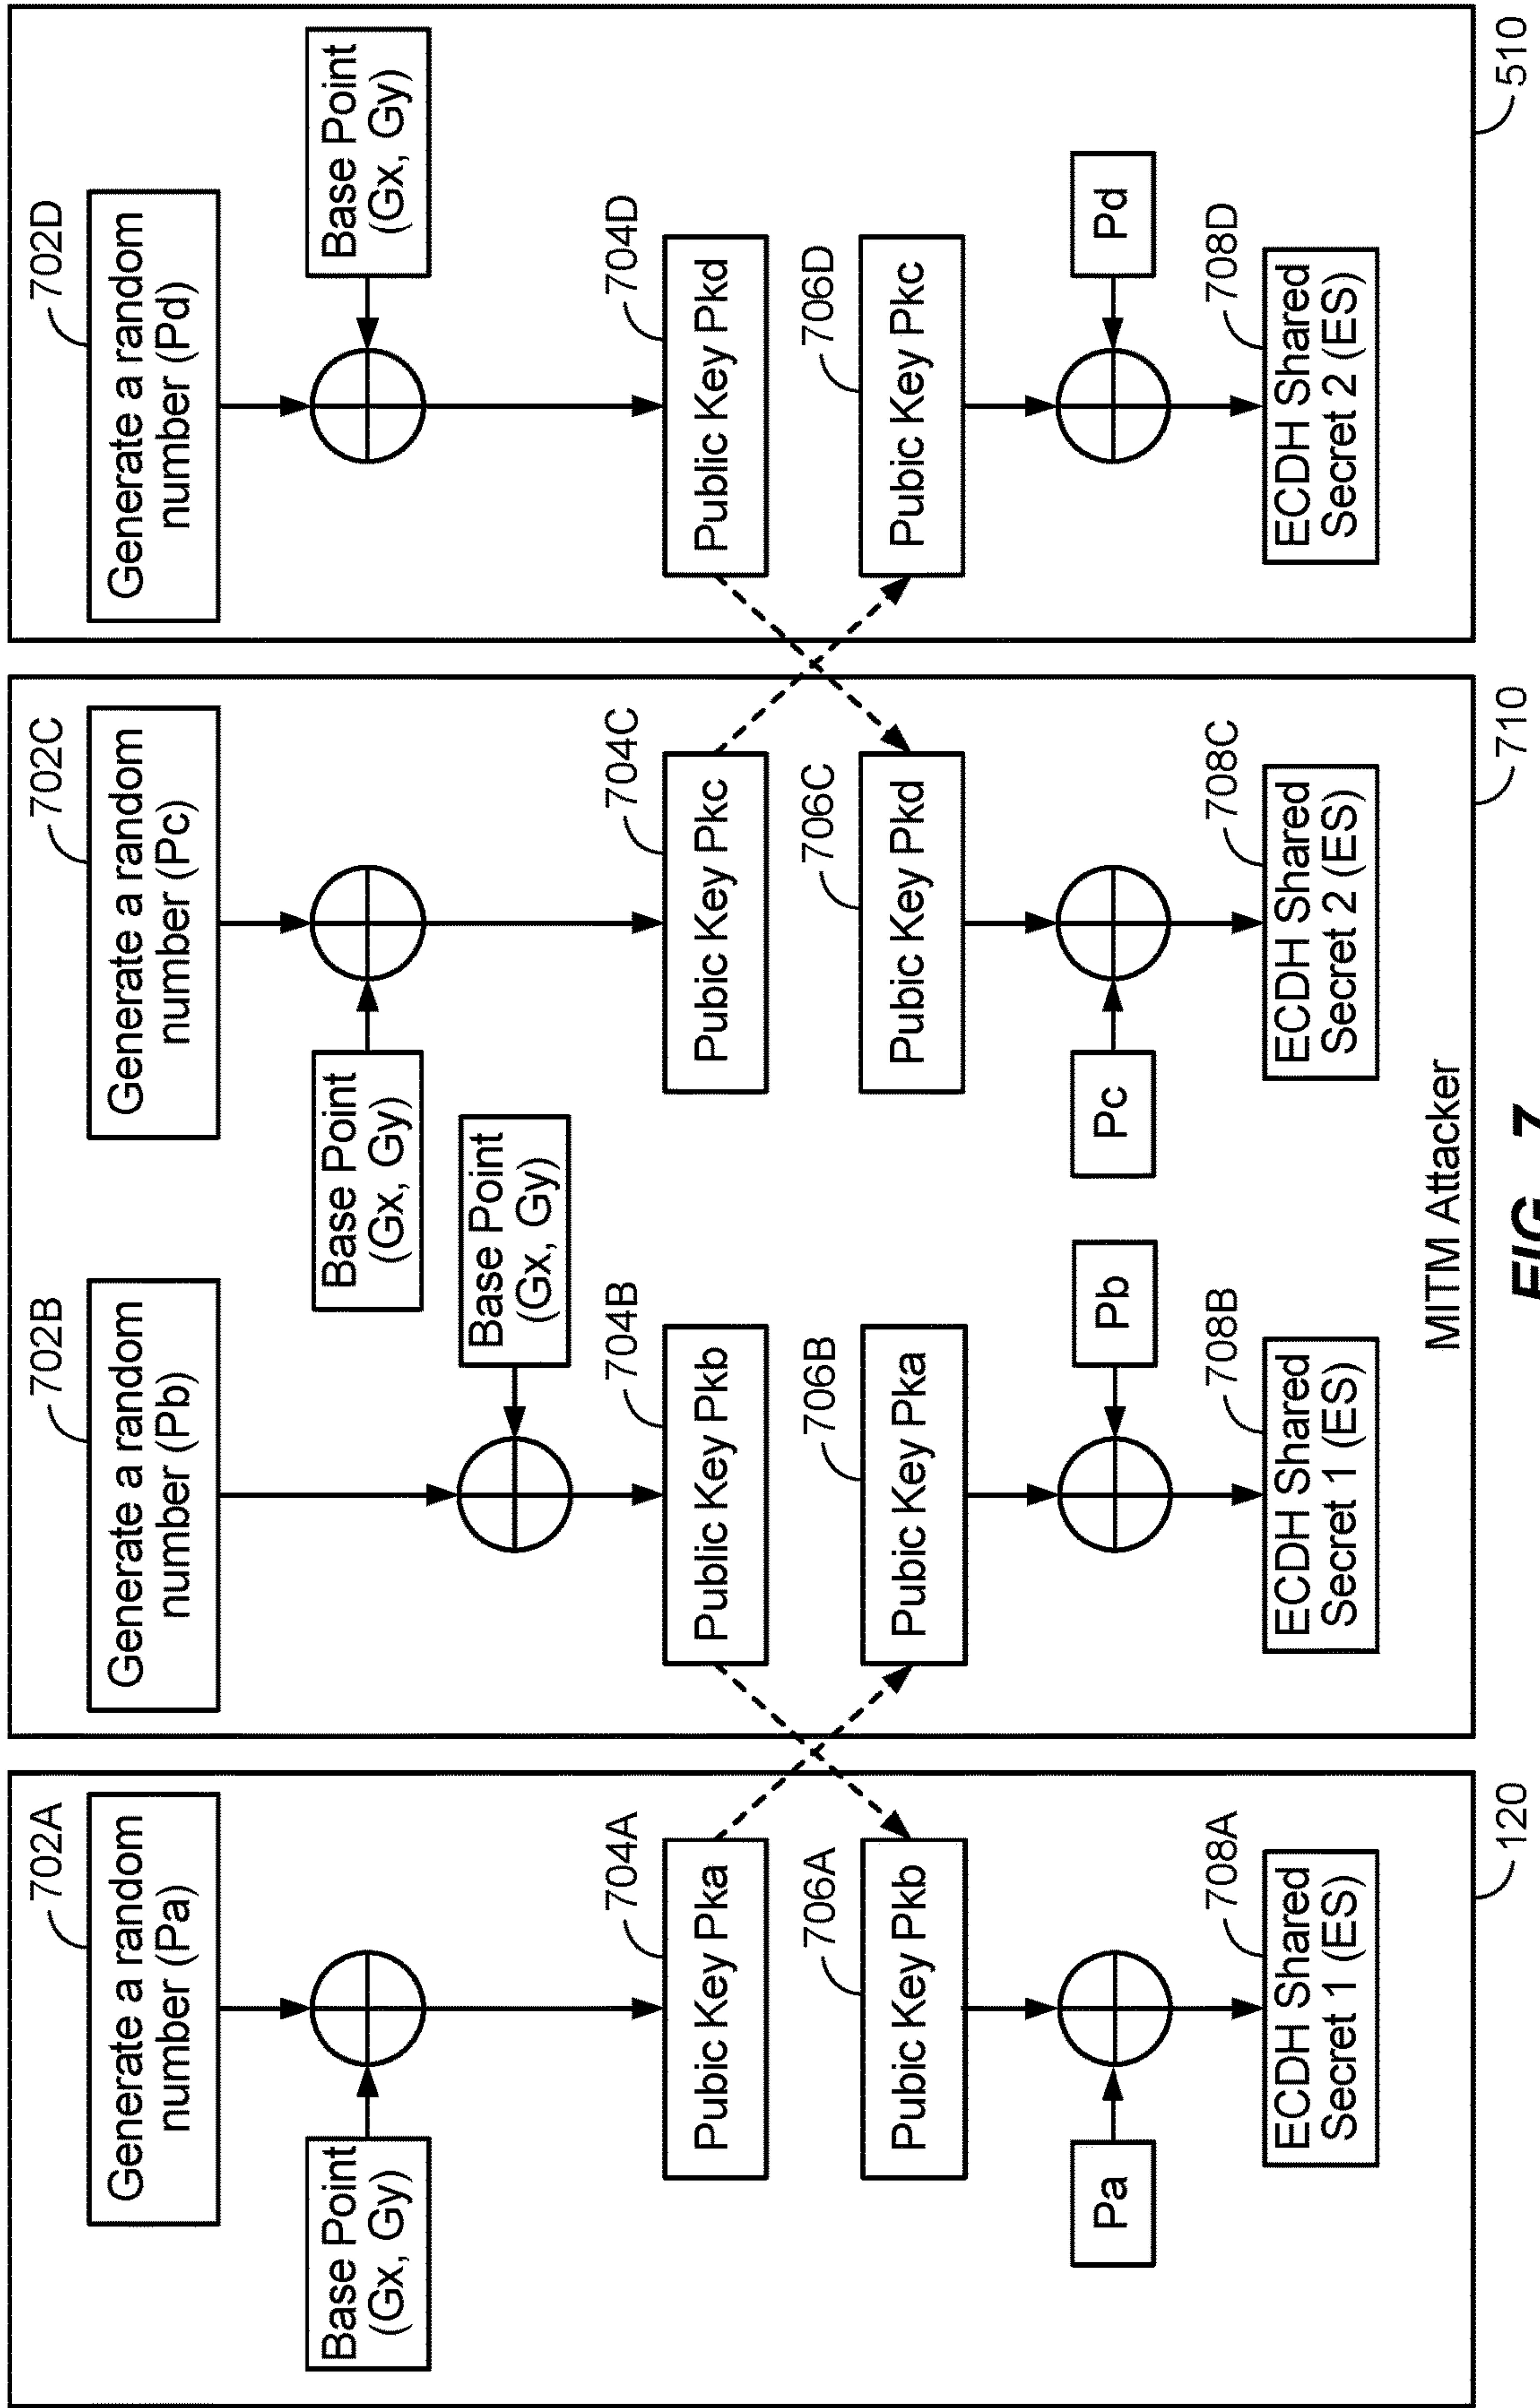 702A
Generate a random
number (Pa)
Base Point
(Gx, Gy)
704A
Pubic Key Pka
706A
Pubic Key Pkb
Pa
708A
ECDH Shared
Secret 1 (ES)
120
702B
Generate a random
number (Pb)
Base Point
(Gx, Gy)
704B
Public Key Pkb
706B
Pubic Key Pka
Pb
708B
ECDH Shared
Secret 1 (ES)
702C
Generate a random
number (Pc)
Base Point
(Gx, Gy)
704C
Pubic Key Pkc
706C
Pubic Key Pkd
Pc
708C
ECDH Shared
Secret 2 (ES)
MITM Attacker
710
702D
Generate a random
number (Pd)
Base Point
(Gx, Gy)
704D
Public Key Pkd
706D
Pubic Key Pkc
Pd
708D
ECDH Shared
Secret 2 (ES)
510
FIG. 7